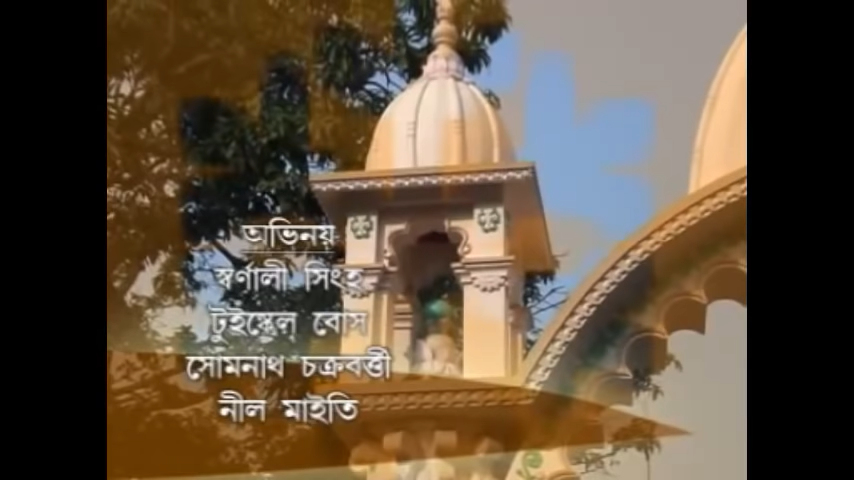 অভিনয়
স্বর্ণালী সিংহ
টুইঙ্কেল বোস
সোমনাথ চক্রবর্ত্তী
নীল মাইতি